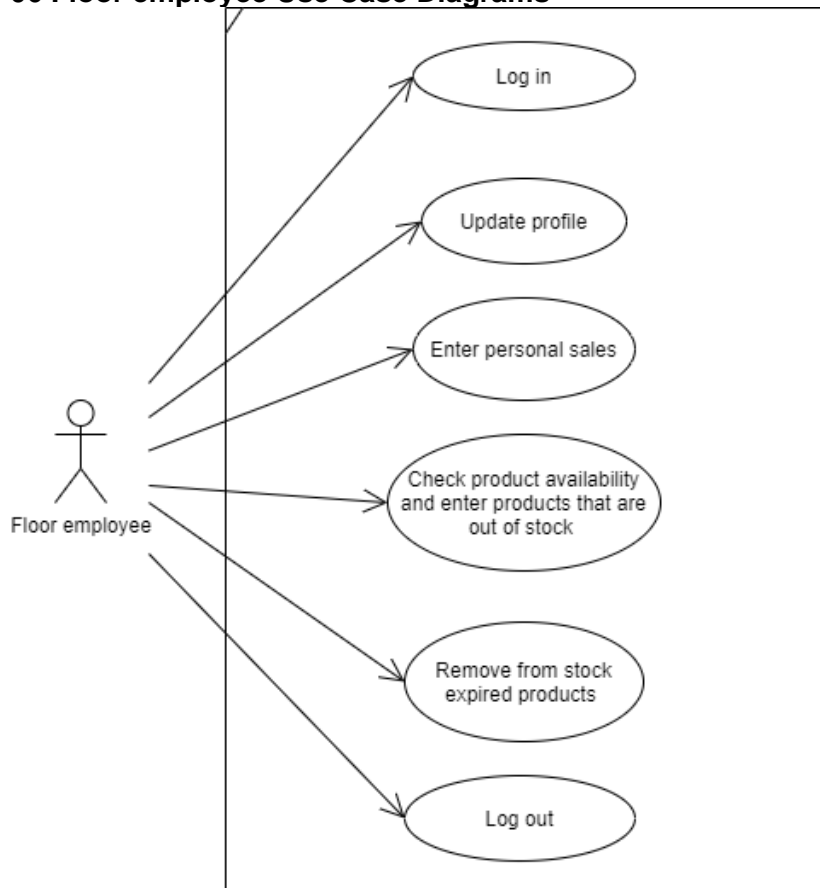 Floor employee Use Case Diagrams
Log in
Update profile
Enter personal sales
Check product availability
and enter products that are
out of stock
Floor employee
Remove from stock
expired products
Log out